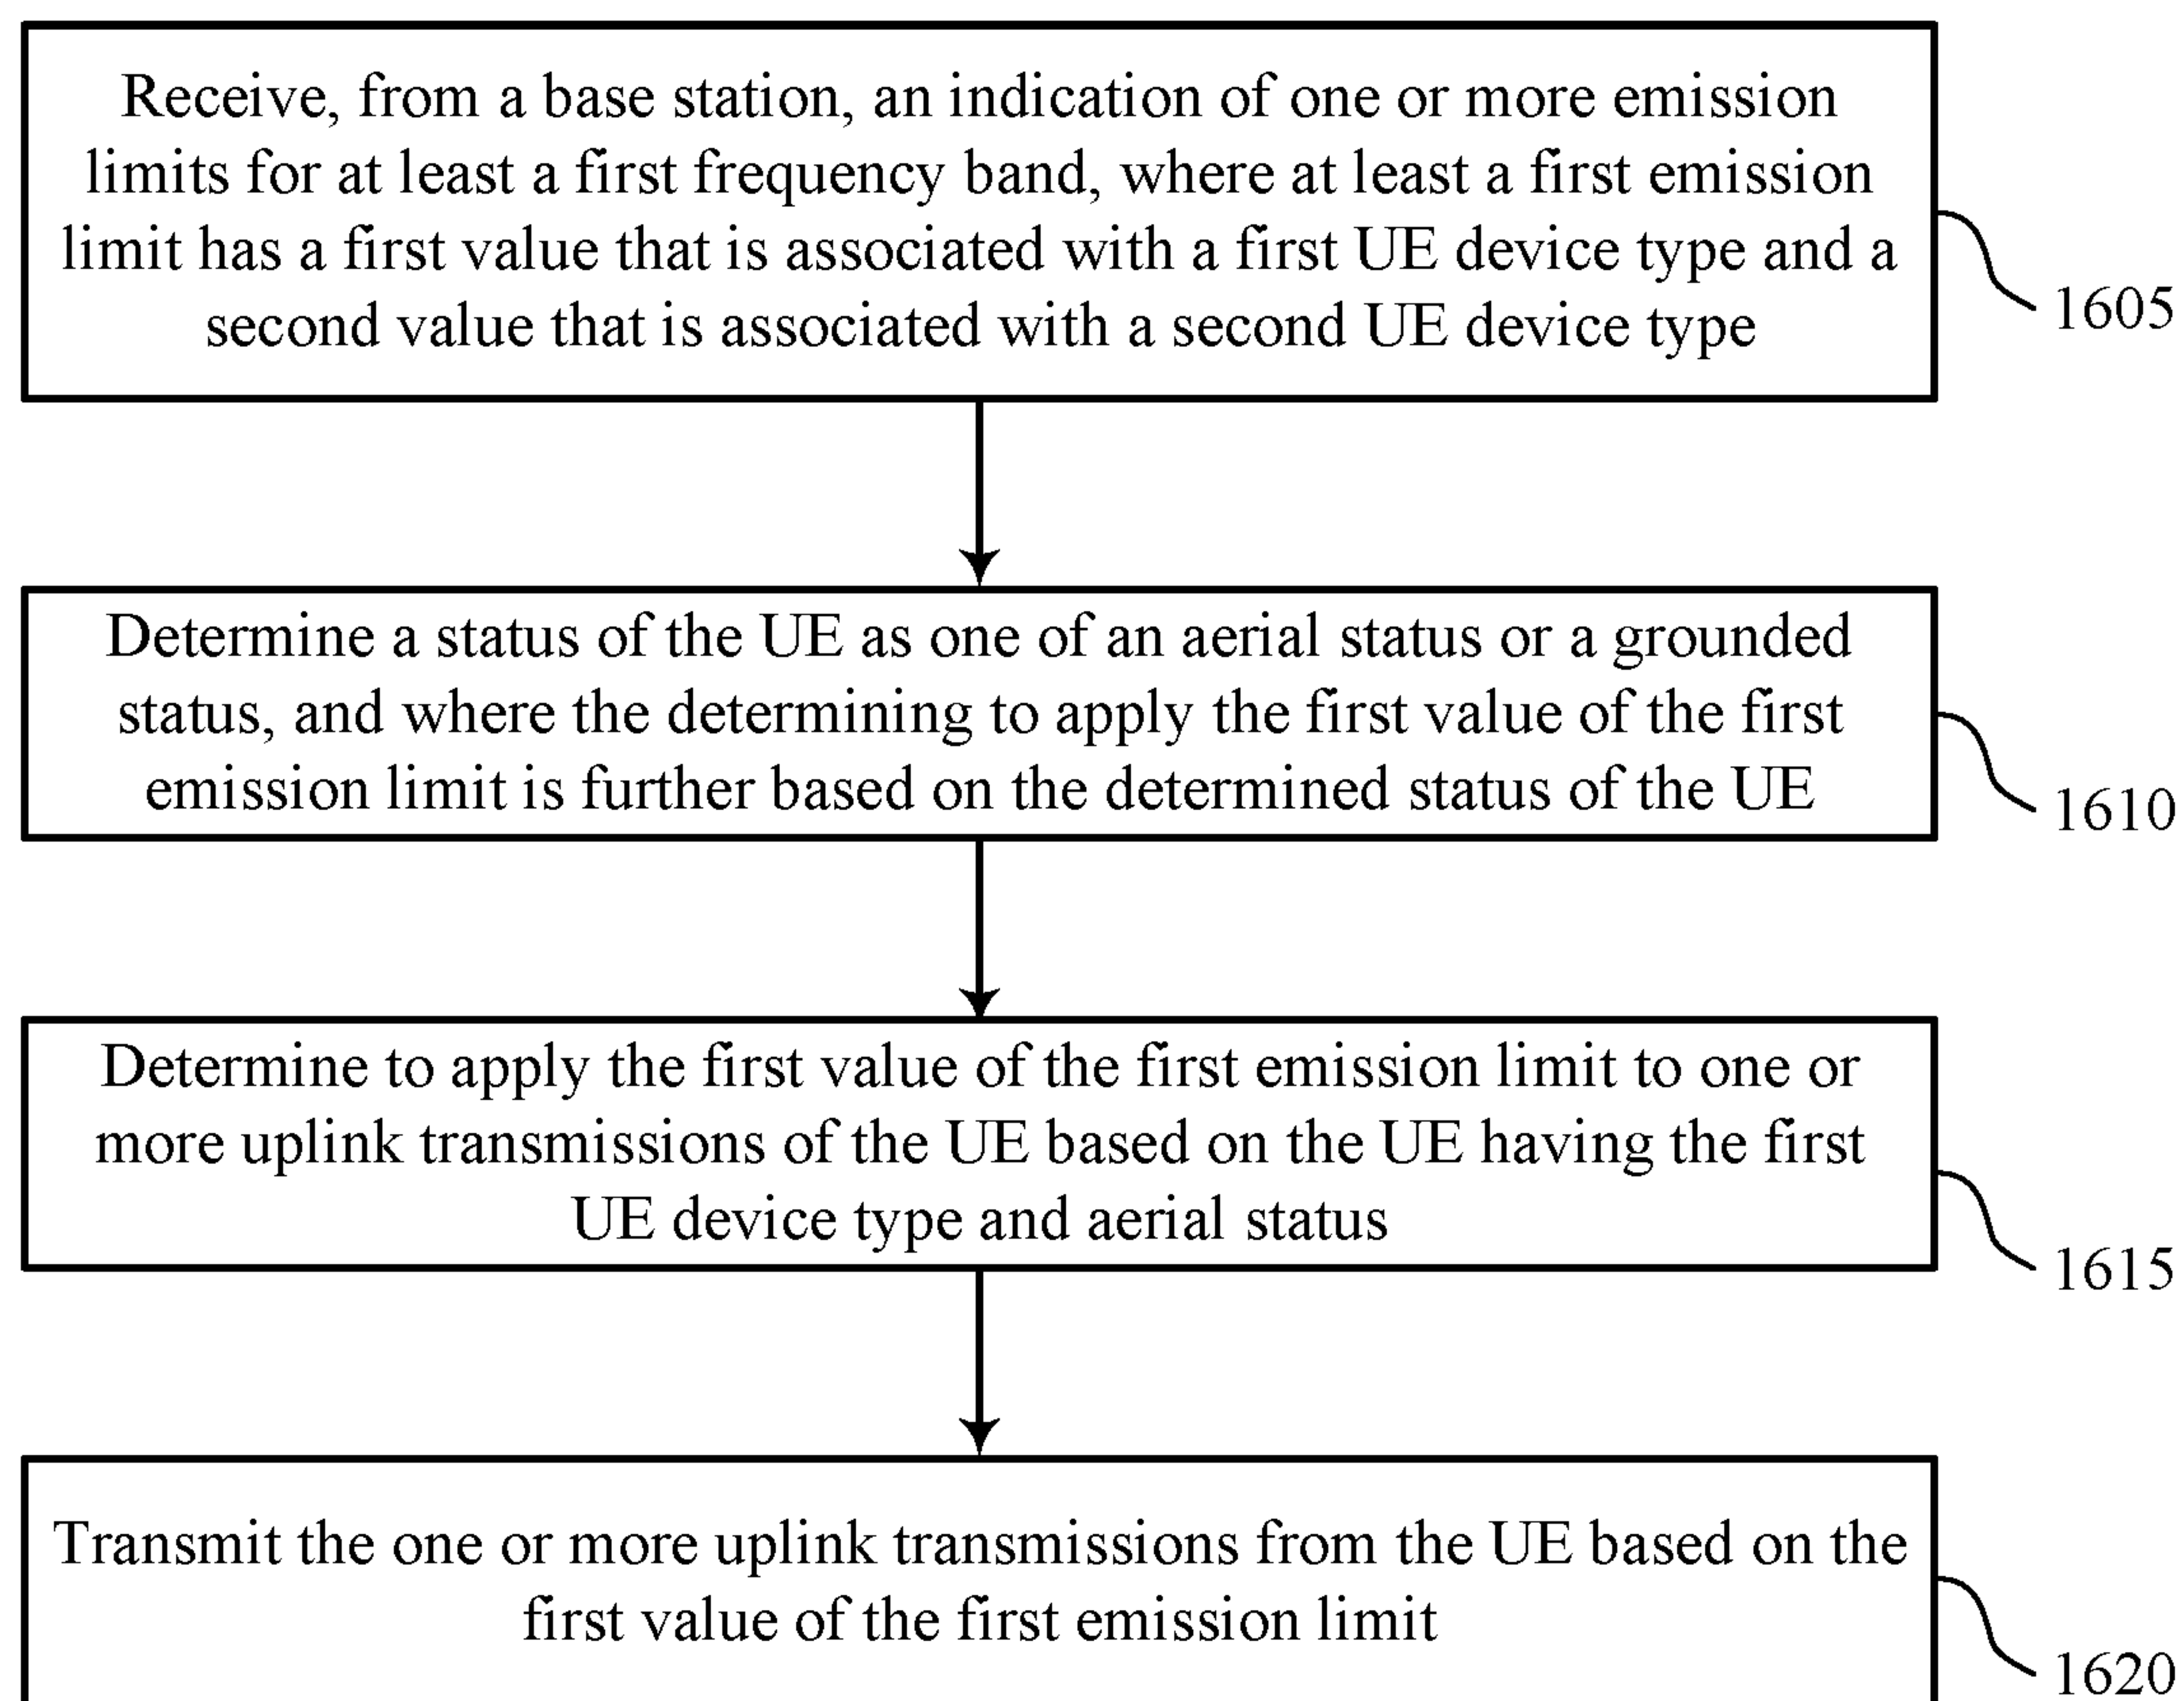 Receive, from a base station, an indication of one or more emission
limits for at least a first frequency band, where at least a first emission
limit has a first value that is associated with a first UE device type and a
second value that is associated with a second UE device type
1605
Determine a status of the UE as one of an aerial status or a grounded
status, and where the determining to apply the first value of the first
emission limit is further based on the determined status of the UE
1610
Determine to apply the first value of the first emission limit to one or
more uplink transmissions of the UE based on the UE having the first
UE device type and aerial status
1615
Transmit the one or more uplink transmissions from the UE based on the
first value of the first emission limit
1620